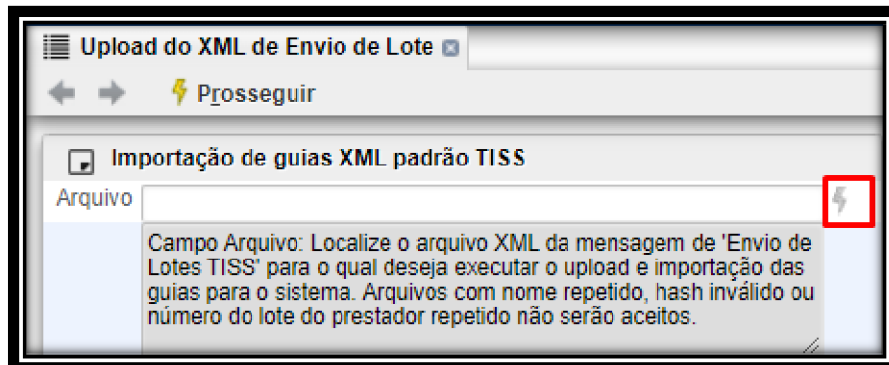 Upload do XML de Envio de Lote
Prosseguir
Importação de guias XML padrão TISS
Arquivo
Campo Arquivo: Localize o arquivo XML da mensagem de 'Envio de
Lotes TISS' para o qual deseja executar o upload e importação das
guias para o sistema. Arquivos com nome repetido, hash inválido ou
número do lote do prestador repetido não serão aceitos.